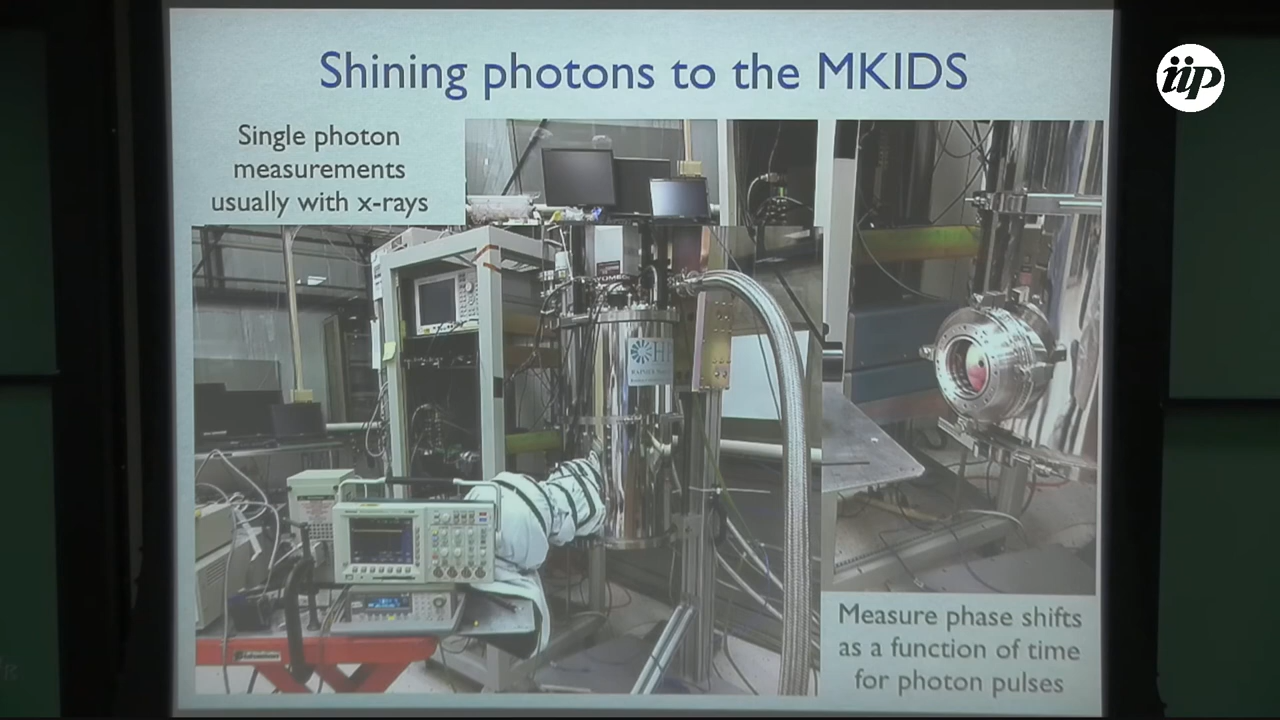 Shining photons to the MKIDS
iip
Single photon
measurements
usually with x-rays
Measure phase shifts
as a function of time
for photon pulses